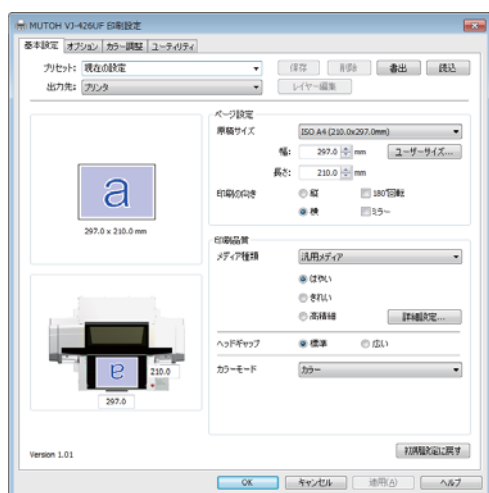 MUTOH VJ-426UF 印刷設定
基本設定 オプション カラー調整 ユーティリティ
プリセット: 現在の設定 保存 削除 書出 読込
出力先: プリンタ レイヤー編集
ページ設定
原稿サイズ ISO A4 (210.0x297.0mm)
幅: 297.0 mm ユーザーサイズ...
長さ: 210.0 mm
印刷の向き 縦 180°回転
横 ミラー
a
297.0 x 210.0 mm
印刷品質
メディア種類 汎用メディア
はやい
きれい
高精細 詳細設定...
ヘッドギャップ 標準 広い
カラーモード カラー
a
210.0
297.0
Version 1.01 初期設定に戻す
OK キャンセル 適用(A) ヘルプ